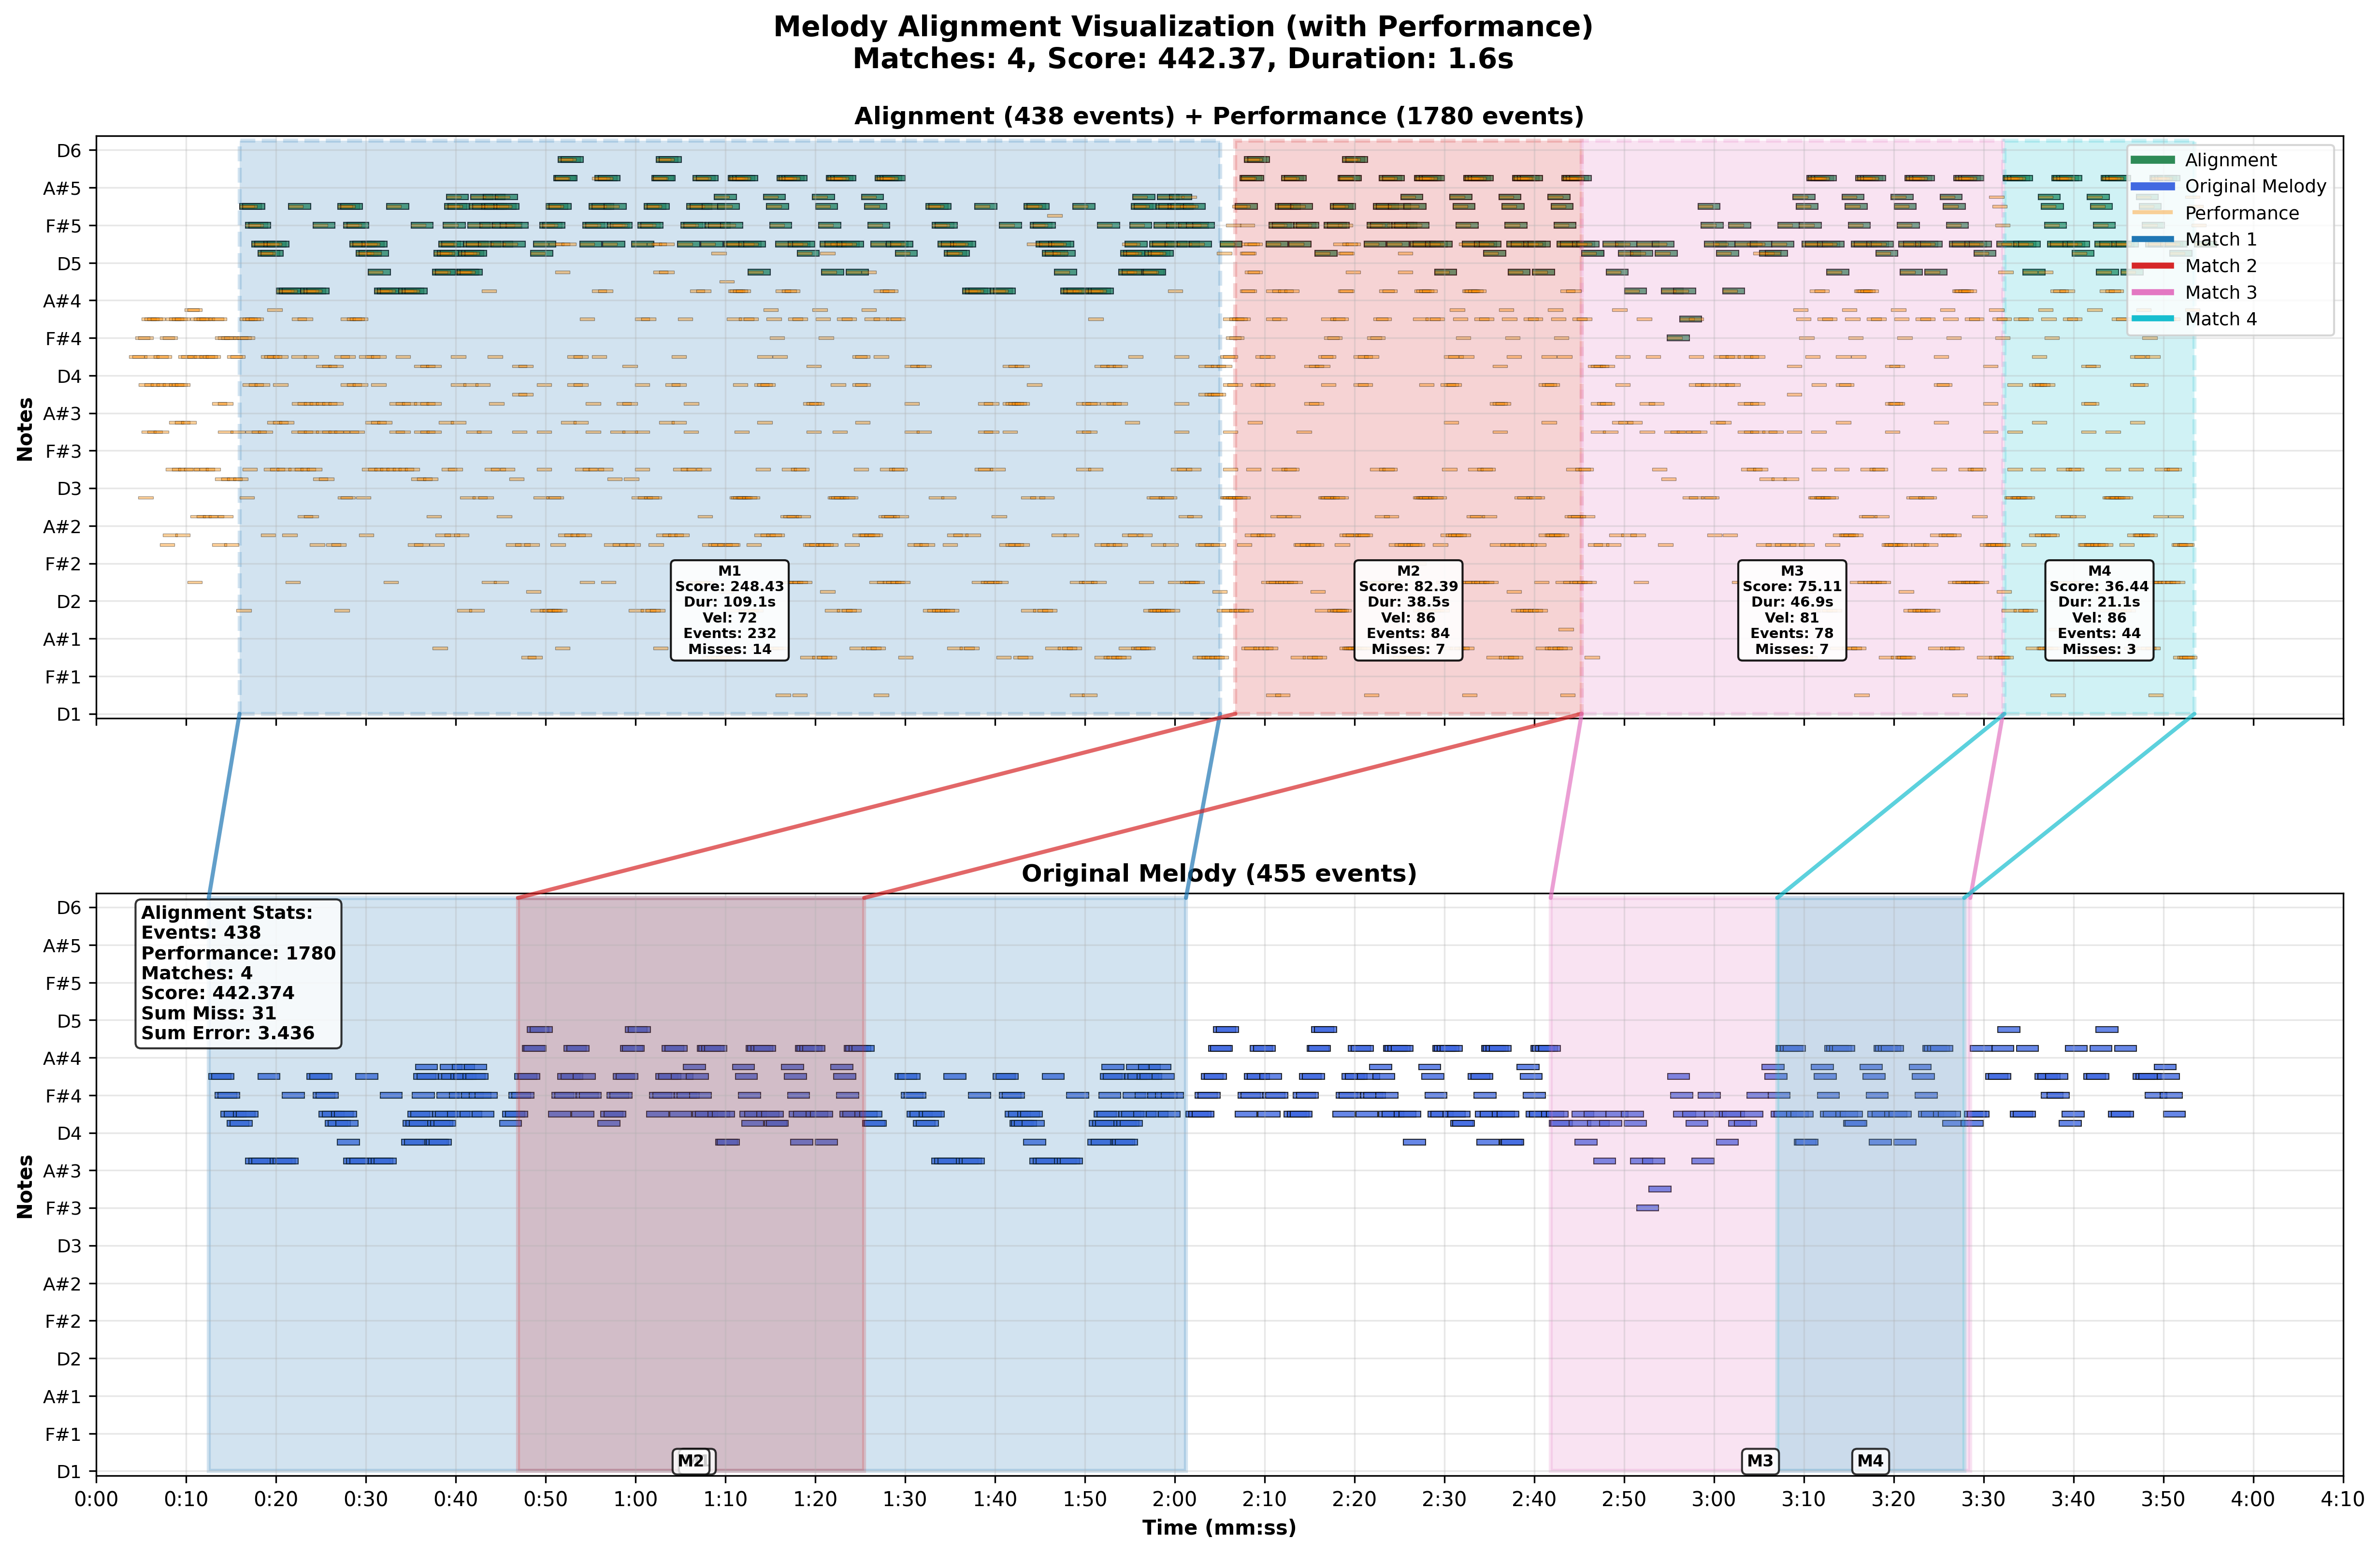 Melody Alignment Visualization (with Performance)
Matches: 4, Score: 442.37, Duration: 1.6s
Alignment (438 events) + Performance (1780 events)
D6
A#5
F#5
D5
A#4
F#4
D4
A#3
F#3
D3
A#2
F#2
D2
A#1
F#1
D1
Notes
Alignment
Original Melody
Performance
Match 1
Match 2
Match 3
Match 4
M1
Score: 248.43
Dur: 109.1s
Vel: 72
Events: 232
Misses: 14
M2
Score: 82.39
Dur: 38.5s
Vel: 86
Events: 84
Misses: 7
M3
Score: 75.11
Dur: 46.9s
Vel: 81
Events: 78
Misses: 7
M4
Score: 36.44
Dur: 21.1s
Vel: 86
Events: 44
Misses: 3
Original Melody (455 events)
Alignment Stats:
Events: 438
Performance: 1780
Matches: 4
Score: 442.374
Sum Miss: 31
Sum Error: 3.436
D6
A#5
F#5
D5
A#4
F#4
D4
A#3
F#3
D3
A#2
F#2
D2
A#1
F#1
D1
Notes
M2
M3
M4
0:00 0:10 0:20 0:30 0:40 0:50 1:00 1:10 1:20 1:30 1:40 1:50 2:00 2:10 2:20 2:30 2:40 2:50 3:00 3:10 3:20 3:30 3:40 3:50 4:00 4:10
Time (mm:ss)